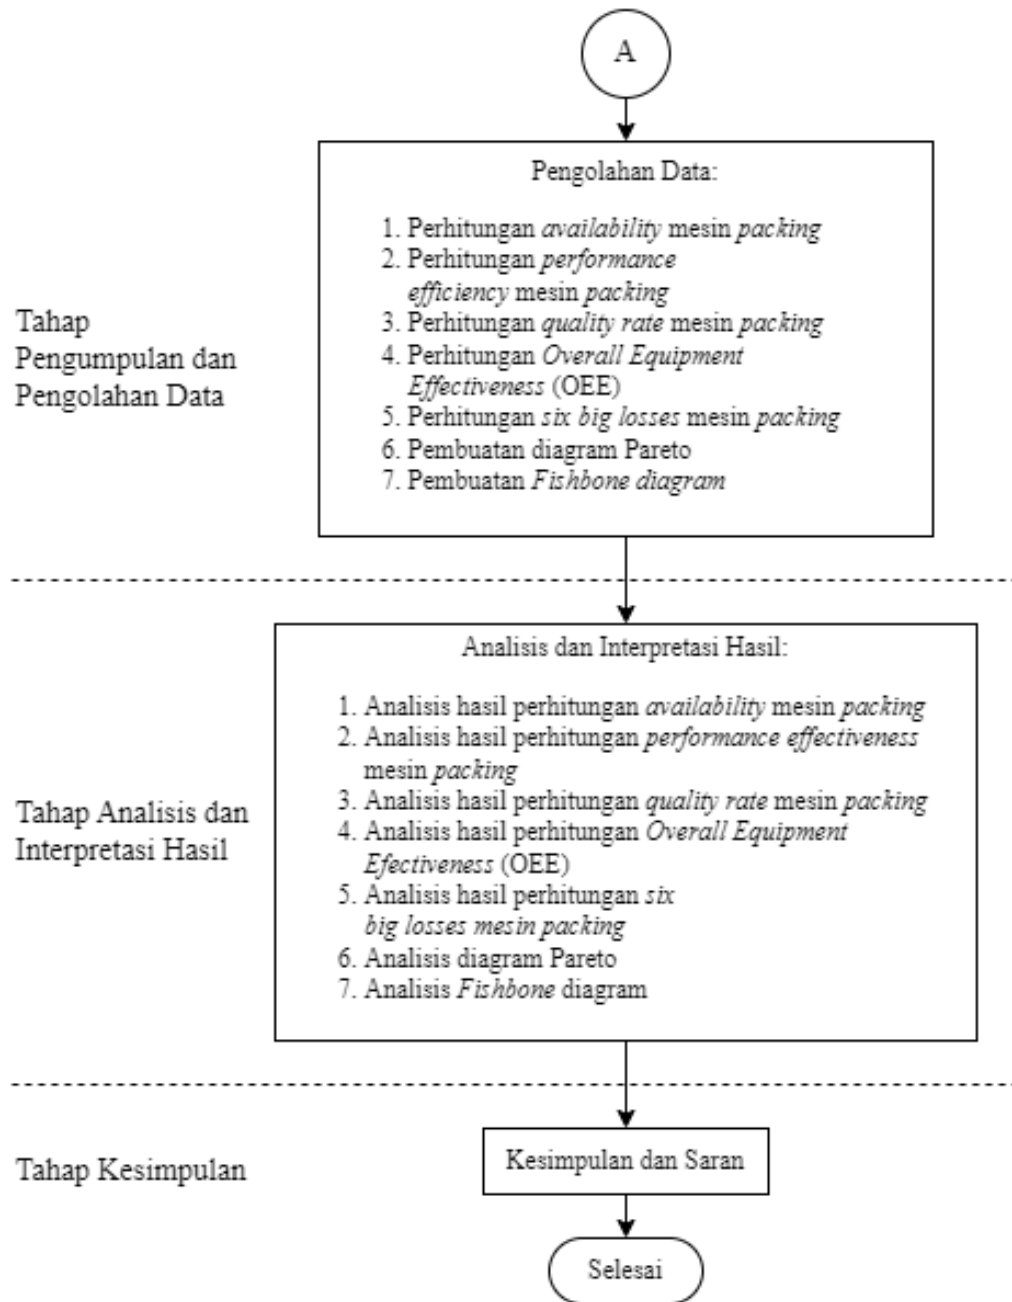 A
Pengolahan Data:
1. Perhitungan availability mesin packing
2. Perhitungan performance
efficiency mesin packing
3. Perhitungan quality rate mesin packing
4. Perhitungan Overall Equipment
Effectiveness (OEE)
5. Perhitungan six big losses mesin packing
6. Pembuatan diagram Pareto
7. Pembuatan Fishbone diagram
Tahap
Pengumpulan dan
Pengolahan Data
Analisis dan Interpretasi Hasil:
1. Analisis hasil perhitungan availability mesin packing
2. Analisis hasil perhitungan performance effectiveness
mesin packing
3. Analisis hasil perhitungan quality rate mesin packing
4. Analisis hasil perhitungan Overall Equipment
Efectiveness (OEE)
5. Analisis hasil perhitungan six
big losses mesin packing
6. Analisis diagram Pareto
7. Analisis Fishbone diagram
Tahap Analisis dan
Interpretasi Hasil
Kesimpulan dan Saran
Tahap Kesimpulan
Selesai